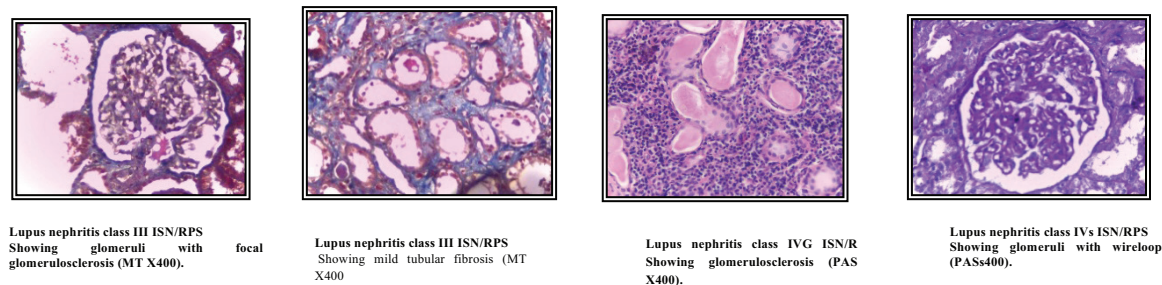 Lupus nephritis class III ISN/RPS
Showing glomeruli with focal
glomerulosclerosis (MT X400).
Lupus nephritis class III ISN/RPS
Showing mild tubular fibrosis (MT
X400
Lupus nephritis class IVG ISN/R
Showing glomerulosclerosis (PAS
X400).
Lupus nephritis class IVs ISN/RPS
Showing glomeruli with wireloop
(PASs400).